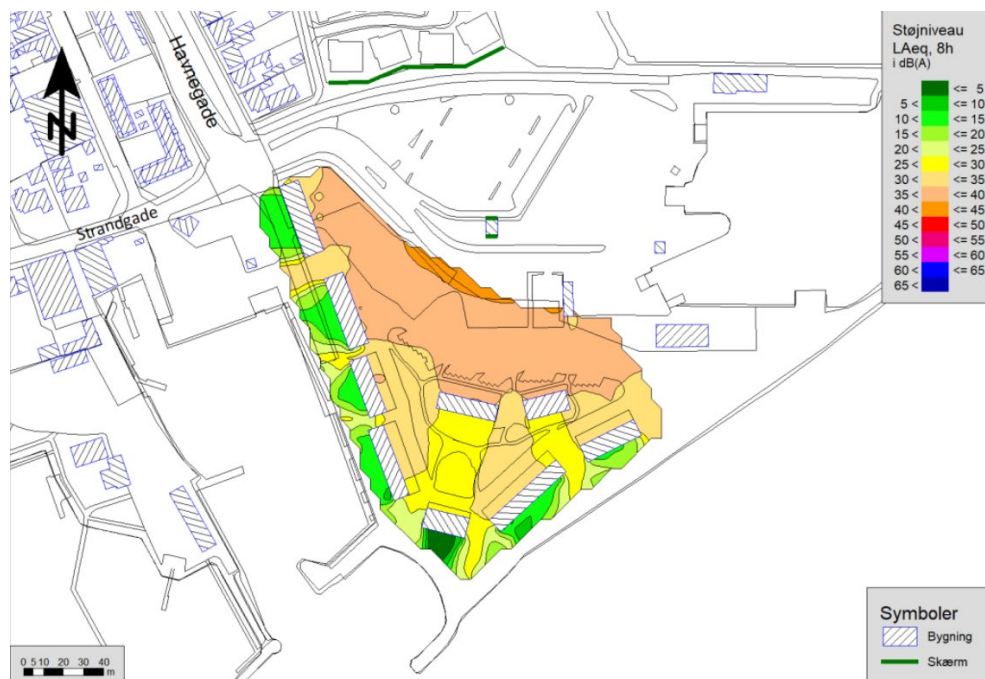 Havnegade
Strandgade
N
Støjniveau
LAeq, 8h
i dB(A)
<= 5
5 < <= 10
10 < <= 15
15 < <= 20
20 < <= 25
25 < <= 30
30 < <= 35
35 < <= 40
40 < <= 45
45 < <= 50
50 < <= 55
55 < <= 60
60 < <= 65
65 <
Symboler
Bygning
Skærm
0 5 10 20 30 40
m